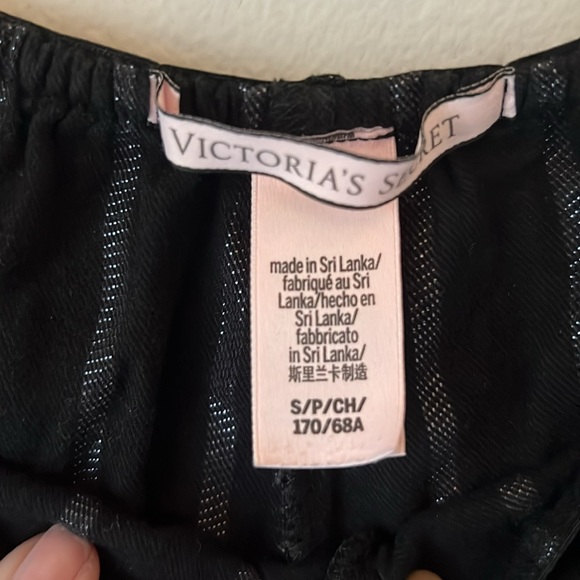 VICTORIA'S SECRET
made in Sri Lanka/
fabriqué au Sri
Lanka/hecho en
Sri Lanka/
fabbricato
in Sri Lanka/
斯里兰卡制造
S/P/CH/
170/68A